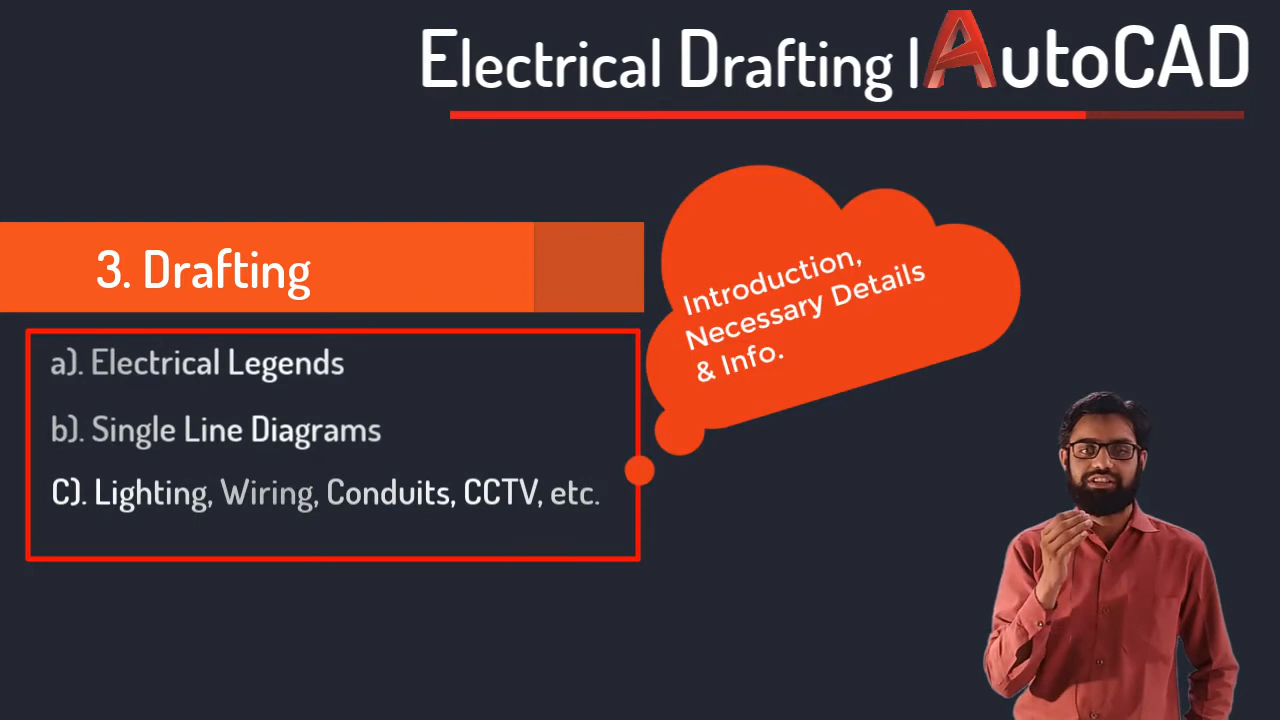 Electrical Drafting | AutoCAD
3. Drafting
Introduction,
Necessary Details
& Info.
a). Electrical Legends
b). Single Line Diagrams
C). Lighting, Wiring, Conduits, CCTV, etc.